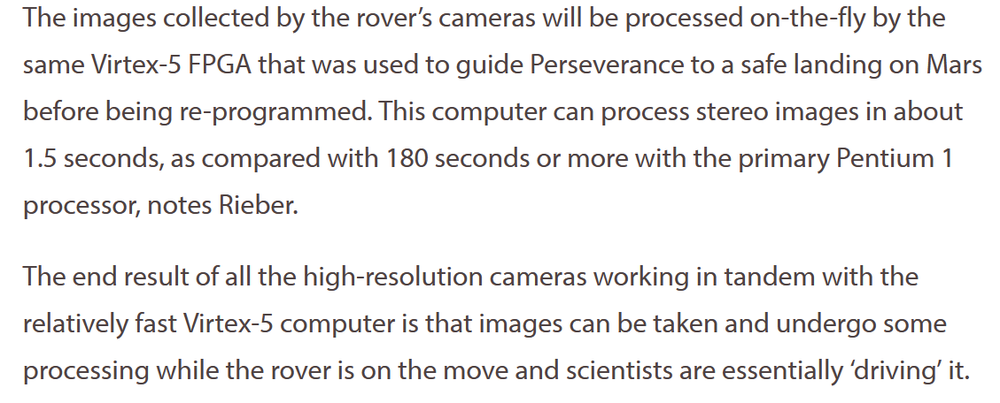 The images collected by the rover’s cameras will be processed on-the-fly by the
same Virtex-5 FPGA that was used to guide Perseverance to a safe landing on Mars
before being re-programmed. This computer can process stereo images in about
1.5 seconds, as compared with 180 seconds or more with the primary Pentium 1
processor, notes Rieber.
The end result of all the high-resolution cameras working in tandem with the
relatively fast Virtex-5 computer is that images can be taken and undergo some
processing while the rover is on the move and scientists are essentially ‘driving’ it.